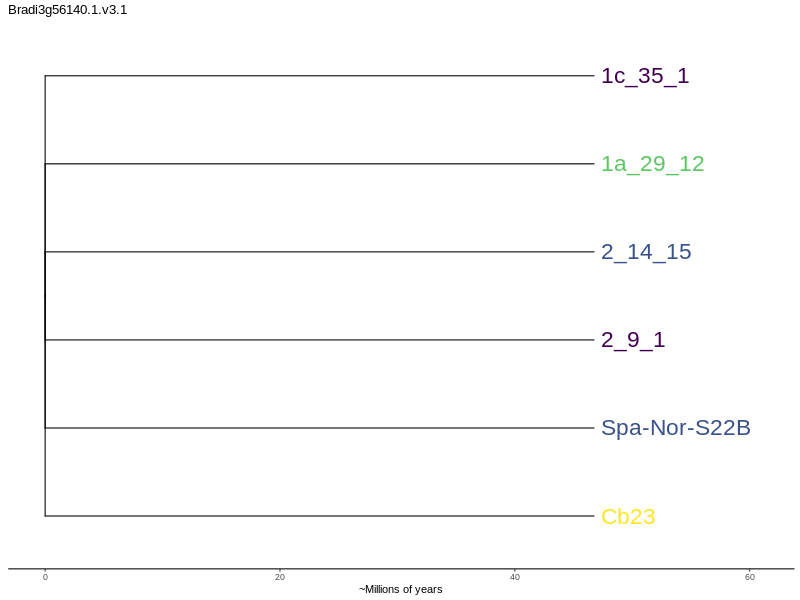 Bradi3g56140.1.v3.1
1c_35_1
1a_29_12
2_14_15
2_9_1
Spa-Nor-S22B
Cb23
0 20 40 60
~Millions of years